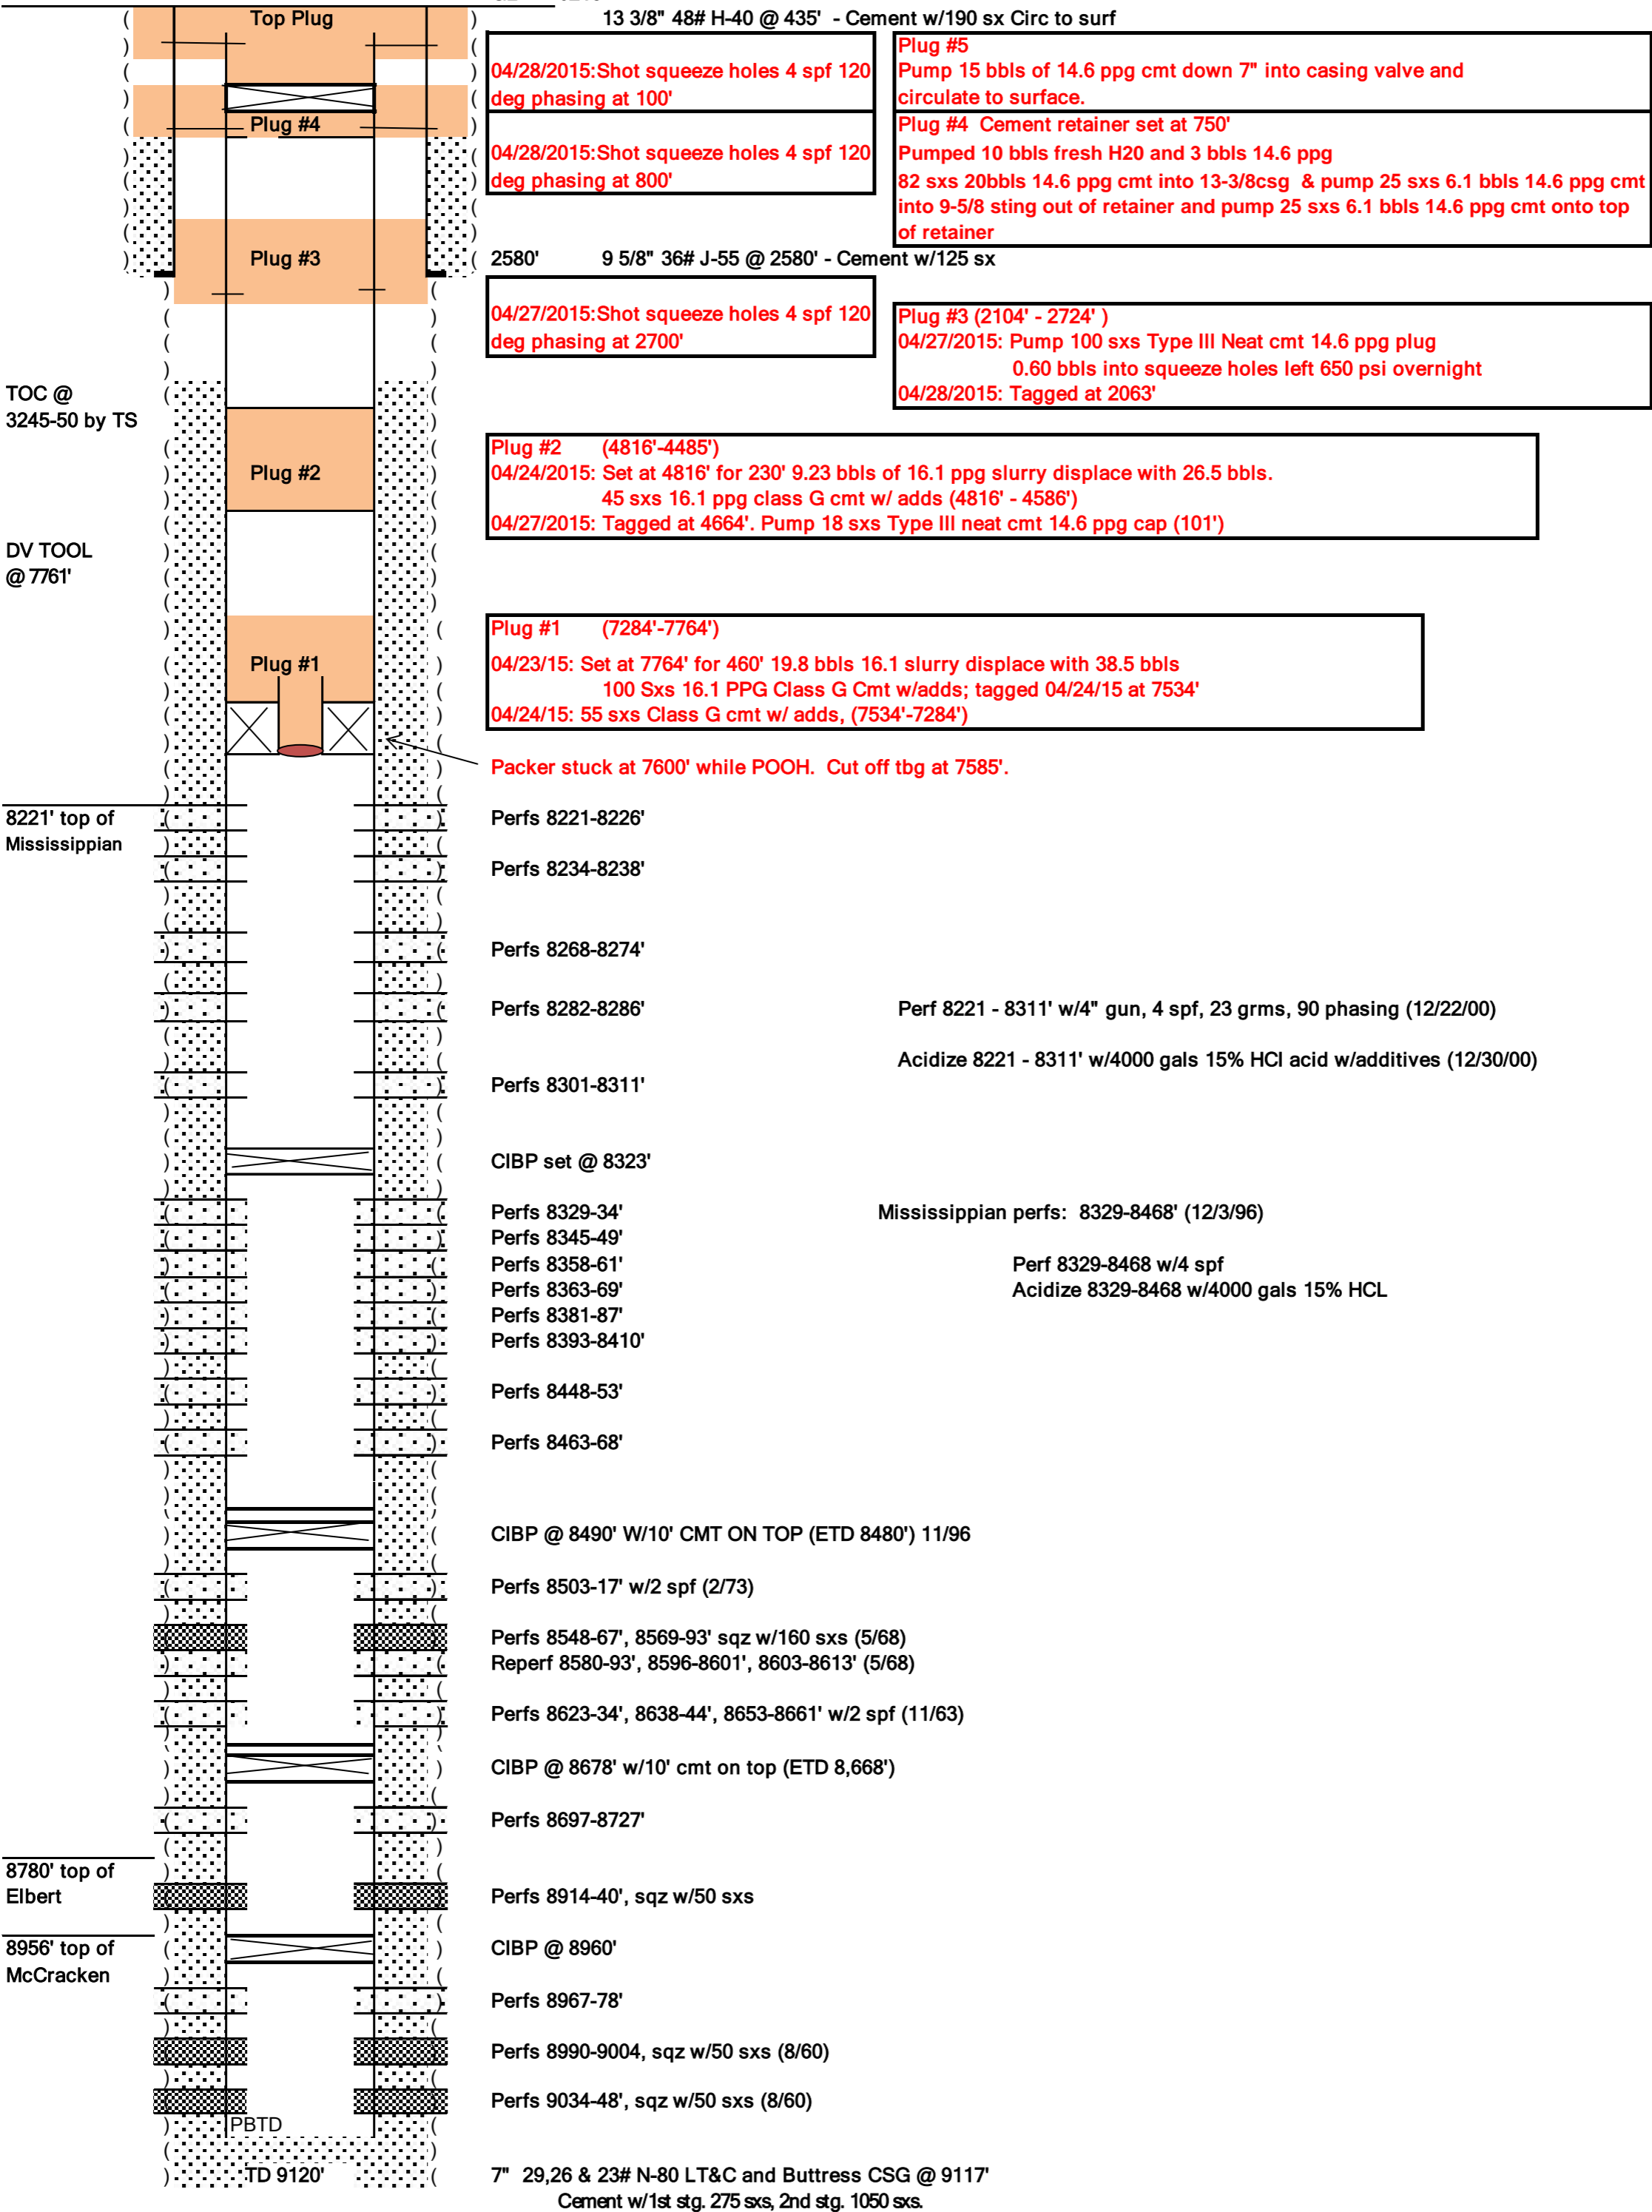 Top Plug
13 3/8" 48# H-40 @ 435' - Cement w/190 sx Circ to surf
04/28/2015:Shot squeeze holes 4 spf 120
deg phasing at 100'
Plug #5
Pump 15 bbls of 14.6 ppg cmt down 7" into casing valve and
circulate to surface.
Plug #4
04/28/2015:Shot squeeze holes 4 spf 120
deg phasing at 800'
Plug #4 Cement retainer set at 750'
Pumped 10 bbls fresh H20 and 3 bbls 14.6 ppg
82 sxs 20bbls 14.6 ppg cmt into 13-3/8csg & pump 25 sxs 6.1 bbls 14.6 ppg cmt
into 9-5/8 sting out of retainer and pump 25 sxs 6.1 bbls 14.6 ppg cmt onto top
of retainer
Plug #3
2580' 9 5/8" 36# J-55 @ 2580' - Cement w/125 sx
04/27/2015:Shot squeeze holes 4 spf 120
deg phasing at 2700'
Plug #3 (2104' - 2724' )
04/27/2015: Pump 100 sxs Type III Neat cmt 14.6 ppg plug
0.60 bbls into squeeze holes left 650 psi overnight
04/28/2015: Tagged at 2063'
TOC @
3245-50 by TS
Plug #2
Plug #2 (4816'-4485')
04/24/2015: Set at 4816' for 230' 9.23 bbls of 16.1 ppg slurry displace with 26.5 bbls.
45 sxs 16.1 ppg class G cmt w/ adds (4816' - 4586')
04/27/2015: Tagged at 4664'. Pump 18 sxs Type III neat cmt 14.6 ppg cap (101')
DV TOOL
@ 7761'
Plug #1
Plug #1 (7284'-7764')
04/23/15: Set at 7764' for 460' 19.8 bbls 16.1 slurry displace with 38.5 bbls
100 Sxs 16.1 PPG Class G Cmt w/adds; tagged 04/24/15 at 7534'
04/24/15: 55 sxs Class G cmt w/ adds, (7534'-7284')
Packer stuck at 7600' while POOH. Cut off tbg at 7585'.
8221' top of
Mississippian
Perfs 8221-8226'
Perfs 8234-8238'
Perfs 8268-8274'
Perfs 8282-8286'
Perf 8221 - 8311' w/4" gun, 4 spf, 23 grms, 90 phasing (12/22/00)
Acidize 8221 - 8311' w/4000 gals 15% HCl acid w/additives (12/30/00)
Perfs 8301-8311'
CIBP set @ 8323'
Perfs 8329-34'
Mississippian perfs: 8329-8468' (12/3/96)
Perfs 8345-49'
Perfs 8358-61'
Perf 8329-8468 w/4 spf
Perfs 8363-69'
Acidize 8329-8468 w/4000 gals 15% HCL
Perfs 8381-87'
Perfs 8393-8410'
Perfs 8448-53'
Perfs 8463-68'
CIBP @ 8490' W/10' CMT ON TOP (ETD 8480') 11/96
Perfs 8503-17' w/2 spf (2/73)
Perfs 8548-67', 8569-93' sqz w/160 sxs (5/68)
Reperf 8580-93', 8596-8601', 8603-8613' (5/68)
Perfs 8623-34', 8638-44', 8653-8661' w/2 spf (11/63)
CIBP @ 8678' w/10' cmt on top (ETD 8,668')
Perfs 8697-8727'
8780' top of
Elbert
Perfs 8914-40', sqz w/50 sxs
8956' top of
McCracken
CIBP @ 8960'
Perfs 8967-78'
Perfs 8990-9004, sqz w/50 sxs (8/60)
Perfs 9034-48', sqz w/50 sxs (8/60)
PBTD
TD 9120'
7" 29,26 & 23# N-80 LT&C and Buttress CSG @ 9117'
Cement w/1st stg. 275 sxs, 2nd stg. 1050 sxs.